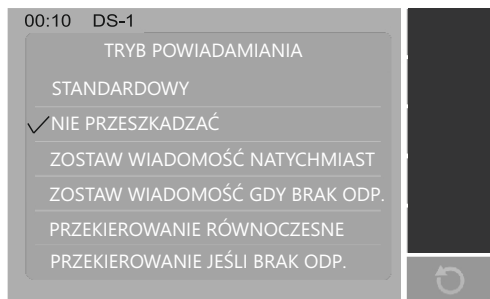 00:10 DS-1
TRYB POWIADAMIANIA
STANDARDOWY
NIE PRZESZKADZAĆ
ZOSTAW WIADOMOŚĆ NATYCHMIAST
ZOSTAW WIADOMOŚĆ GDY BRAK ODP.
PRZEKIEROWANIE RÓWNOCZESNE
PRZEKIEROWANIE JEŚLI BRAK ODP.